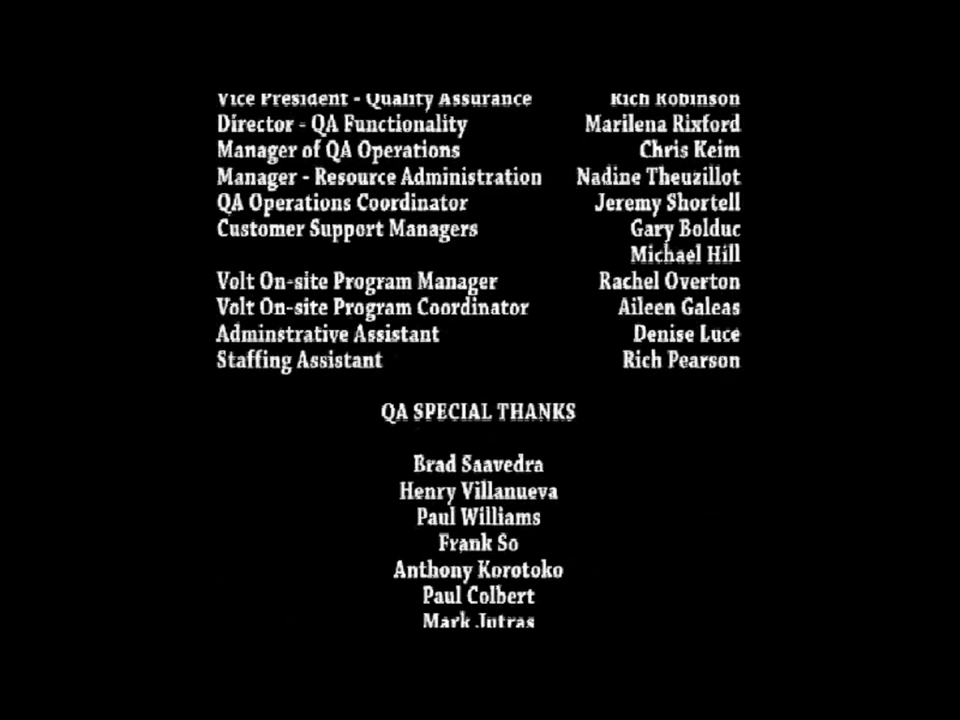 Vice President - Quality Assurance Rich Robinson
Director - QA Functionality Marilena Rixford
Manager of QA Operations Chris Keim
Manager - Resource Administration Nadine Theuzillot
QA Operations Coordinator Jeremy Shortell
Customer Support Managers Gary Bolduc
Michael Hill
Volt On-site Program Manager Rachel Overton
Volt On-site Program Coordinator Aileen Galeas
Adminstrative Assistant Denise Luce
Staffing Assistant Rich Pearson
QA SPECIAL THANKS
Brad Saavedra
Henry Villanueva
Paul Williams
Frank So
Anthony Korotoko
Paul Colbert
Mark Jutras